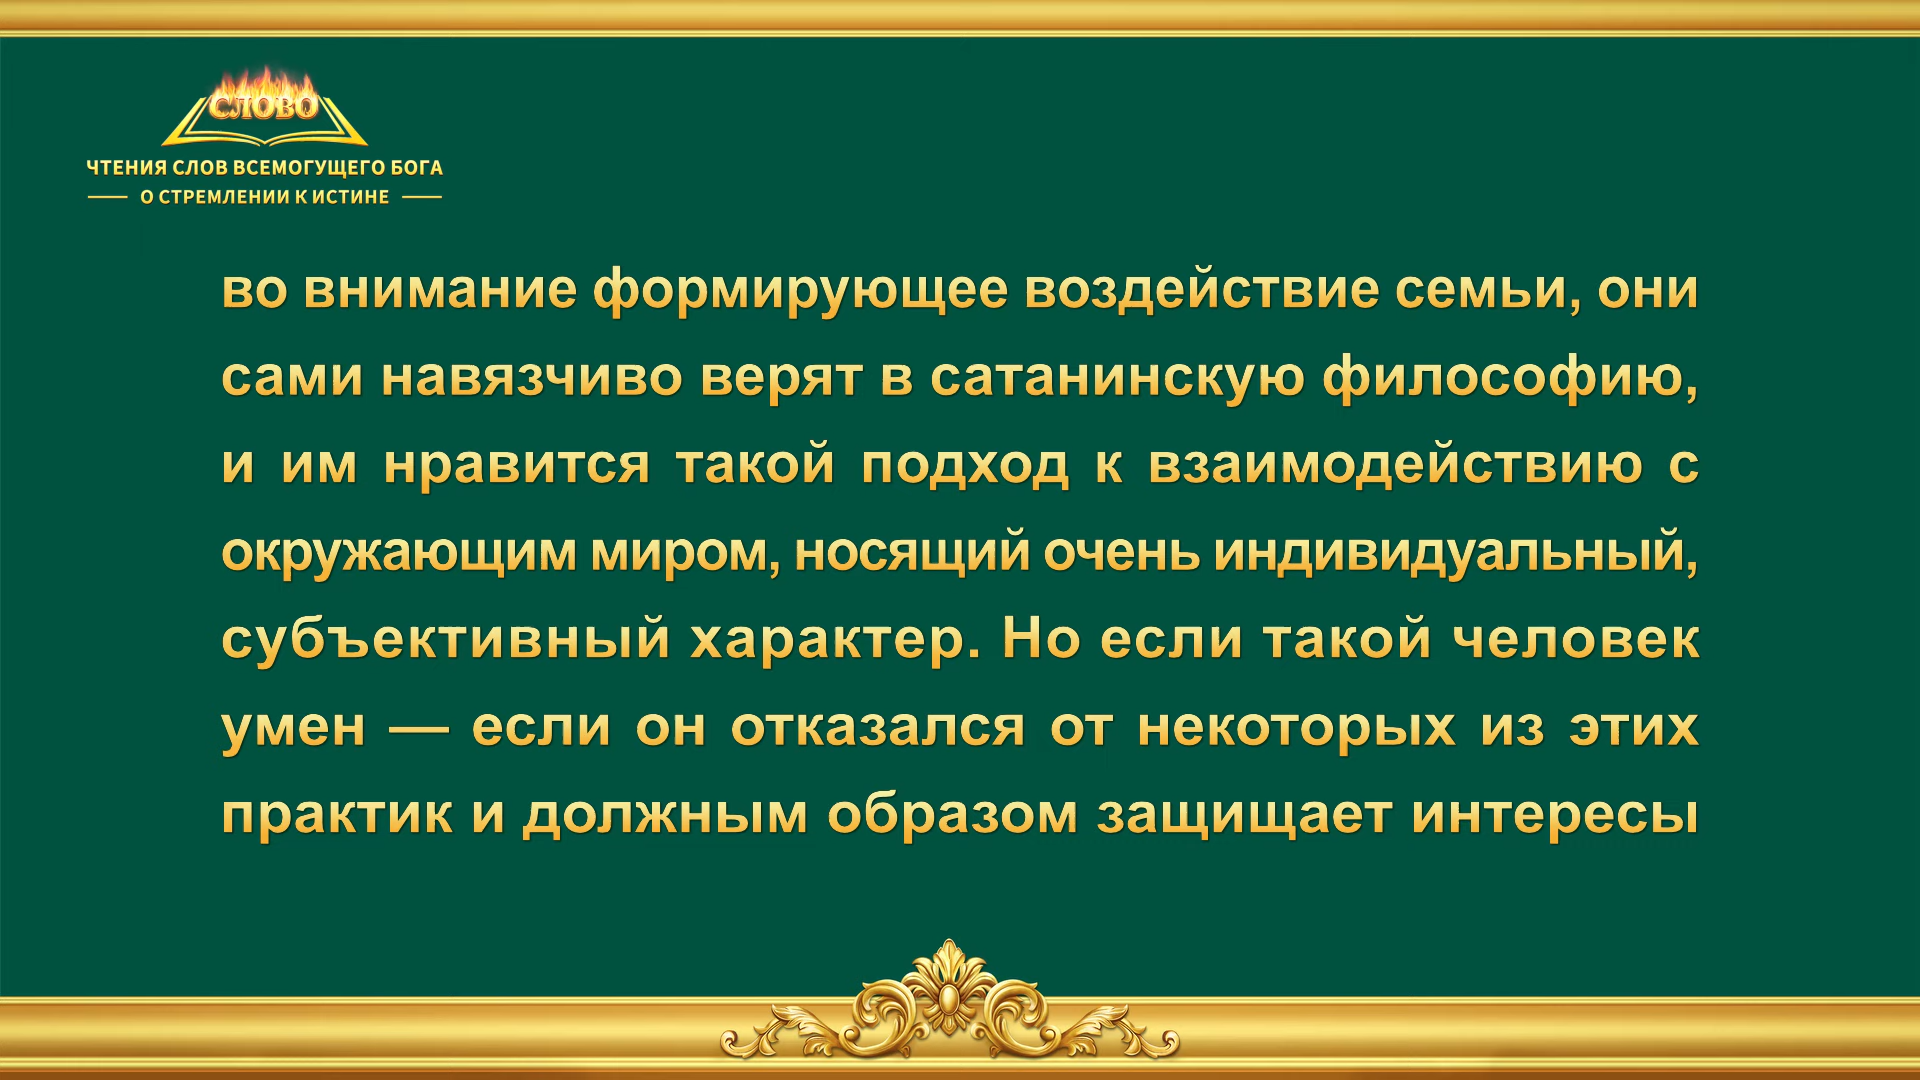 СЛОВО
ЧТЕНИЯ СЛОВ ВСЕМОГУЩЕГО БОГА
О СТРЕМЛЕНИИ К ИСТИНЕ
во внимание формирующее воздействие семьи, они
сами навязчиво верят в сатанинскую философию,
и им нравится такой подход к взаимодействию с
окружающим миром, носящий очень индивидуальный,
субъективный характер. Но если такой человек
умен — если он отказался от некоторых из этих
практик и должным образом защищает интересы